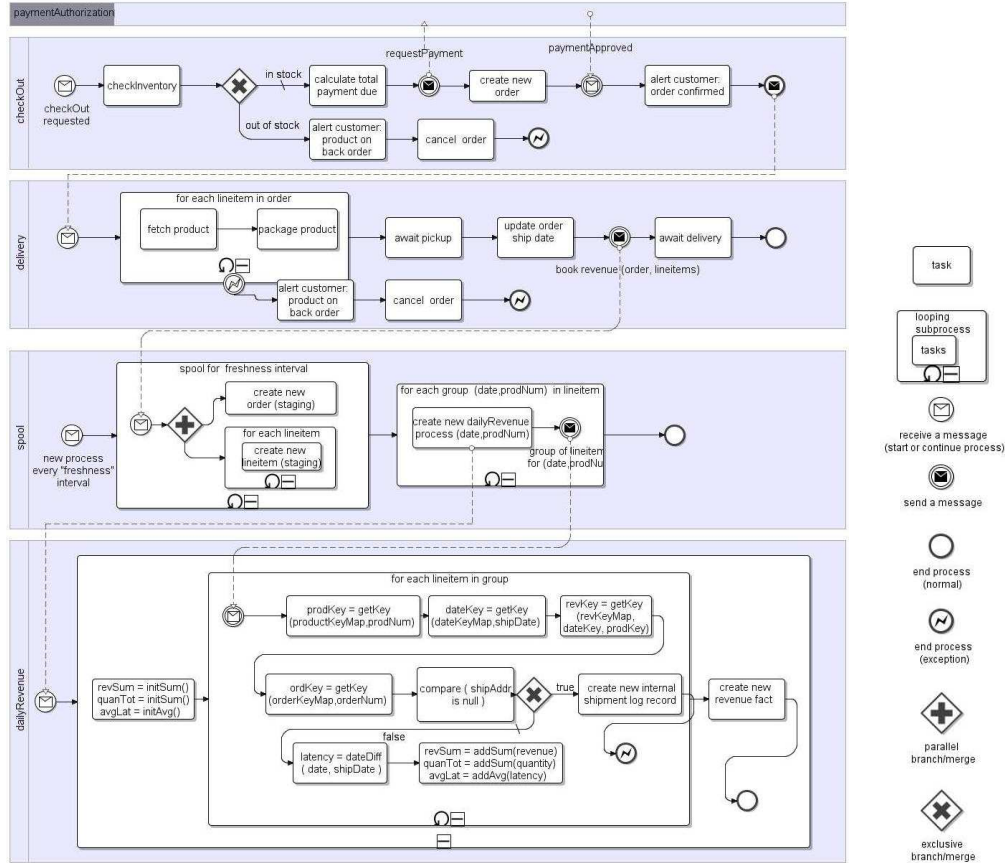 paymentAuthorization
checkOut
requestPayment
paymentApproved
checkOut
requested
checkInventory
in stock
out of stock
calculate total
payment due
create new
order
alert customer:
order confirmed
alert customer:
product on
back order
cancel order
delivery
for each lineitem in order
fetch product
package product
await pickup
update order
ship date
book revenue (order, lineitems)
await delivery
alert customer:
product on
back order
cancel order
spool
new process
every "freshness"
interval
spool for freshness interval
create new
order (staging)
for each lineitem
create new
lineitem (staging)
for each group (date,prodNum) in lineitem
create new dailyRevenue
process (date,prodNum)
group of lineitem
for (date,prodNu
dailyRevenue
revSum = initSum()
quanTot = initSum()
avgLat = initAvg()
for each lineitem in group
prodKey = getKey
(productKeyMap,prodNum)
dateKey = getKey
(dateKeyMap,shipDate)
revKey = getKey
(revKeyMap,
dateKey, prodKey)
ordKey = getKey
(orderKeyMap,orderNum)
compare ( shipAddr
is null )
true
false
create new internal
shipment log record
create new
revenue fact
latency = dateDiff
( date, shipDate )
revSum = addSum(revenue)
quanTot = addSum(quantity)
avgLat = addAvg(latency)
task
looping
subprocess
tasks
receive a message
(start or continue process)
send a message
end process
(normal)
end process
(exception)
parallel
branch/merge
exclusive
branch/merge